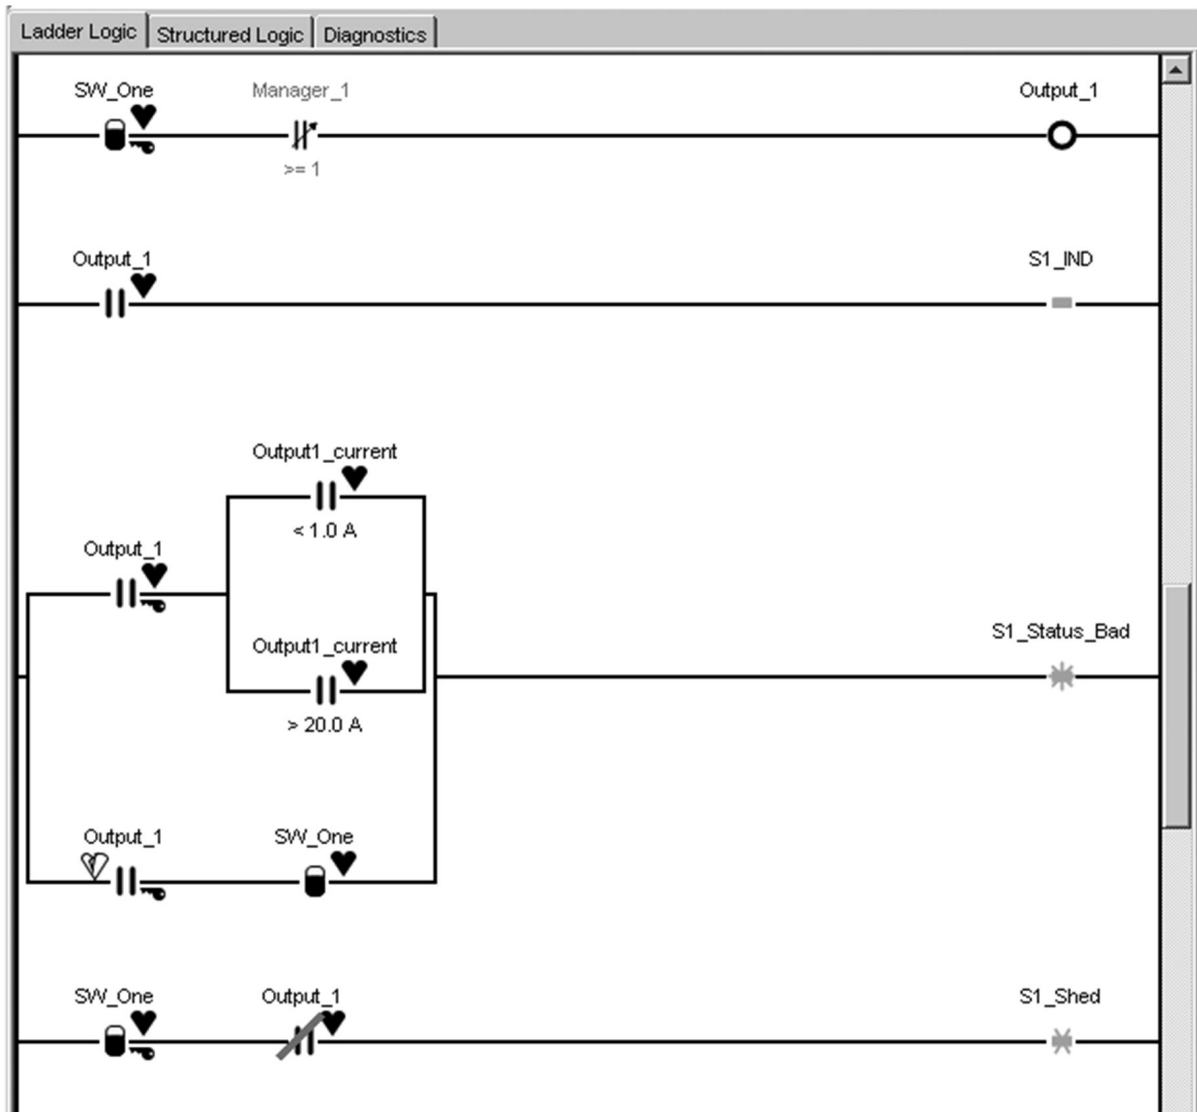 Ladder Logic Structured Logic Diagnostics
SW_One Manager_1 Output_1
>= 1
Output_1 S1_IND
Output1_current
< 1.0 A
Output_1
Output1_current
S1_Status_Bad
> 20.0 A
Output_1 SW_One
SW_One Output_1 S1_Shed